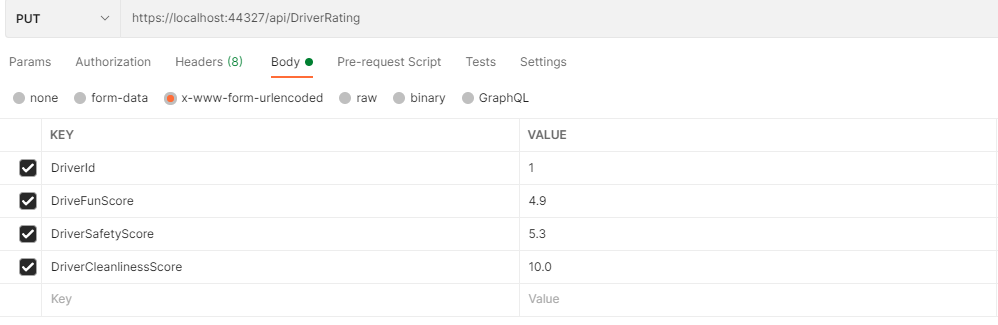 PUT https://localhost:44327/api/DriverRating
Params Authorization Headers (8) Body Pre-request Script Tests Settings
none form-data x-www-form-urlencoded raw binary GraphQL
KEY VALUE
DriverId 1
DriveFunScore 4.9
DriverSafetyScore 5.3
DriverCleanlinessScore 10.0
Key Value